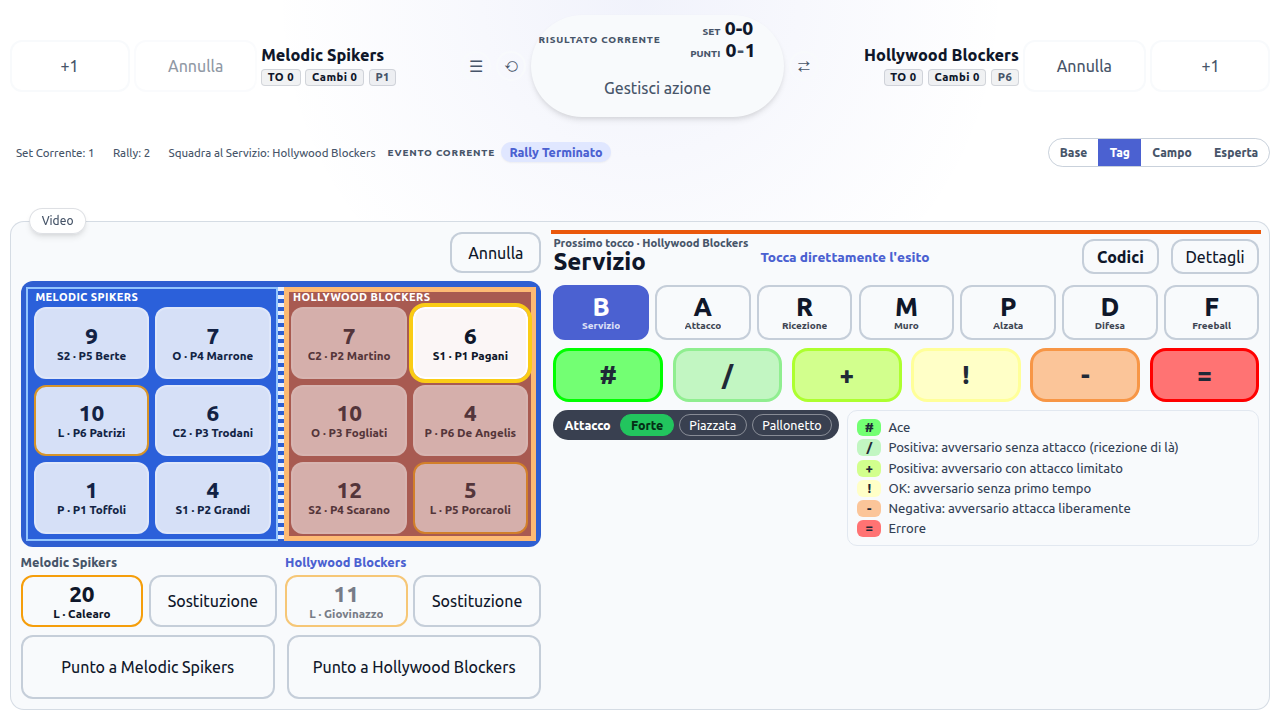 +1
Annulla
Melodic Spikers
TO 0
Cambi 0
P1
☰
RISULTATO CORRENTE
SET 0-0
PUNTI 0-1
Gestisci azione
⇄
Hollywood Blockers
TO 0
Cambi 0
P6
Annulla
+1
Set Corrente: 1
Rally: 2
Squadra al Servizio: Hollywood Blockers
EVENTO CORRENTE
Rally Terminato
Base
Tag
Campo
Esperta
Video
Annulla
MELODIC SPIKERS
HOLLYWOOD BLOCKERS
9
S2 · P5 Berte
7
O · P4 Marrone
7
C2 · P2 Martino
6
S1 · P1 Pagani
10
L · P6 Patrizi
6
C2 · P3 Trodani
10
O · P3 Fogliati
4
P · P6 De Angelis
1
P · P1 Toffoli
4
S1 · P2 Grandi
12
S2 · P4 Scarano
5
L · P5 Porcaroli
Melodic Spikers
Hollywood Blockers
20
L · Calearo
Sostituzione
11
L · Giovinazzo
Sostituzione
Punto a Melodic Spikers
Punto a Hollywood Blockers
Prossimo tocco · Hollywood Blockers
Servizio
Tocca direttamente l'esito
Codici
Dettagli
B
Servizio
A
Attacco
R
Ricezione
M
Muro
P
Alzata
D
Difesa
F
Freeball
#
/
+
!
-
=
Attacco
Forte
Piazzata
Pallonetto
# Ace
/ Positiva: avversario senza attacco (ricezione di là)
+ Positiva: avversario con attacco limitato
! OK: avversario senza primo tempo
- Negativa: avversario attacca liberamente
= Errore